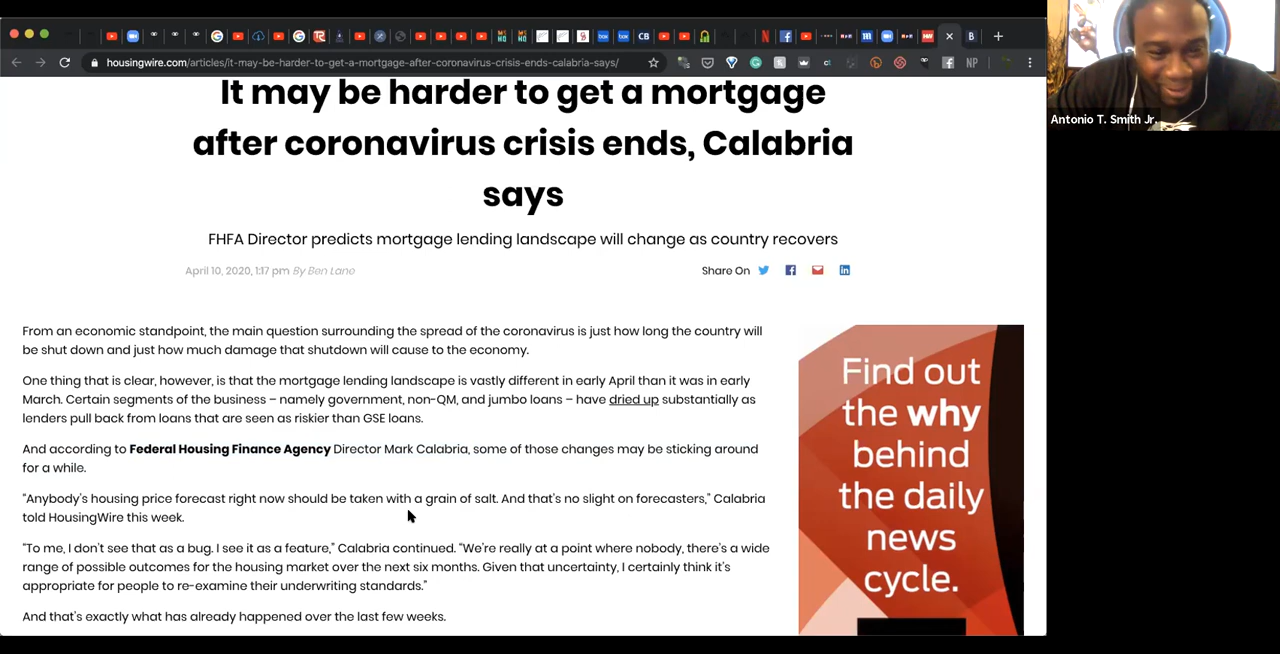 housingwire.com/articles/it-may-be-harder-to-get-a-mortgage-after-coronavirus-crisis-ends-calabria-says/
NP
It may be harder to get a mortgage
after coronavirus crisis ends, Calabria
says
FHFA Director predicts mortgage lending landscape will change as country recovers
April 10, 2020, 1:17 pm By Ben Lane
Share On
From an economic standpoint, the main question surrounding the spread of the coronavirus is just how long the country will
be shut down and just how much damage that shutdown will cause to the economy.
One thing that is clear, however, is that the mortgage lending landscape is vastly different in early April than it was in early
March. Certain segments of the business – namely government, non-QM, and jumbo loans – have dried up substantially as
lenders pull back from loans that are seen as riskier than GSE loans.
And according to Federal Housing Finance Agency Director Mark Calabria, some of those changes may be sticking around
for a while.
“Anybody's housing price forecast right now should be taken with a grain of salt. And that's no slight on forecasters,” Calabria
told HousingWire this week.
“To me, I don't see that as a bug. I see it as a feature,” Calabria continued. “We're really at a point where nobody, there's a wide
range of possible outcomes for the housing market over the next six months. Given that uncertainty, I certainly think it's
appropriate for people to re-examine their underwriting standards.”
And that's exactly what has already happened over the last few weeks.
Find out
the why
behind
the daily
news
cycle.
Antonio T. Smith Jr.